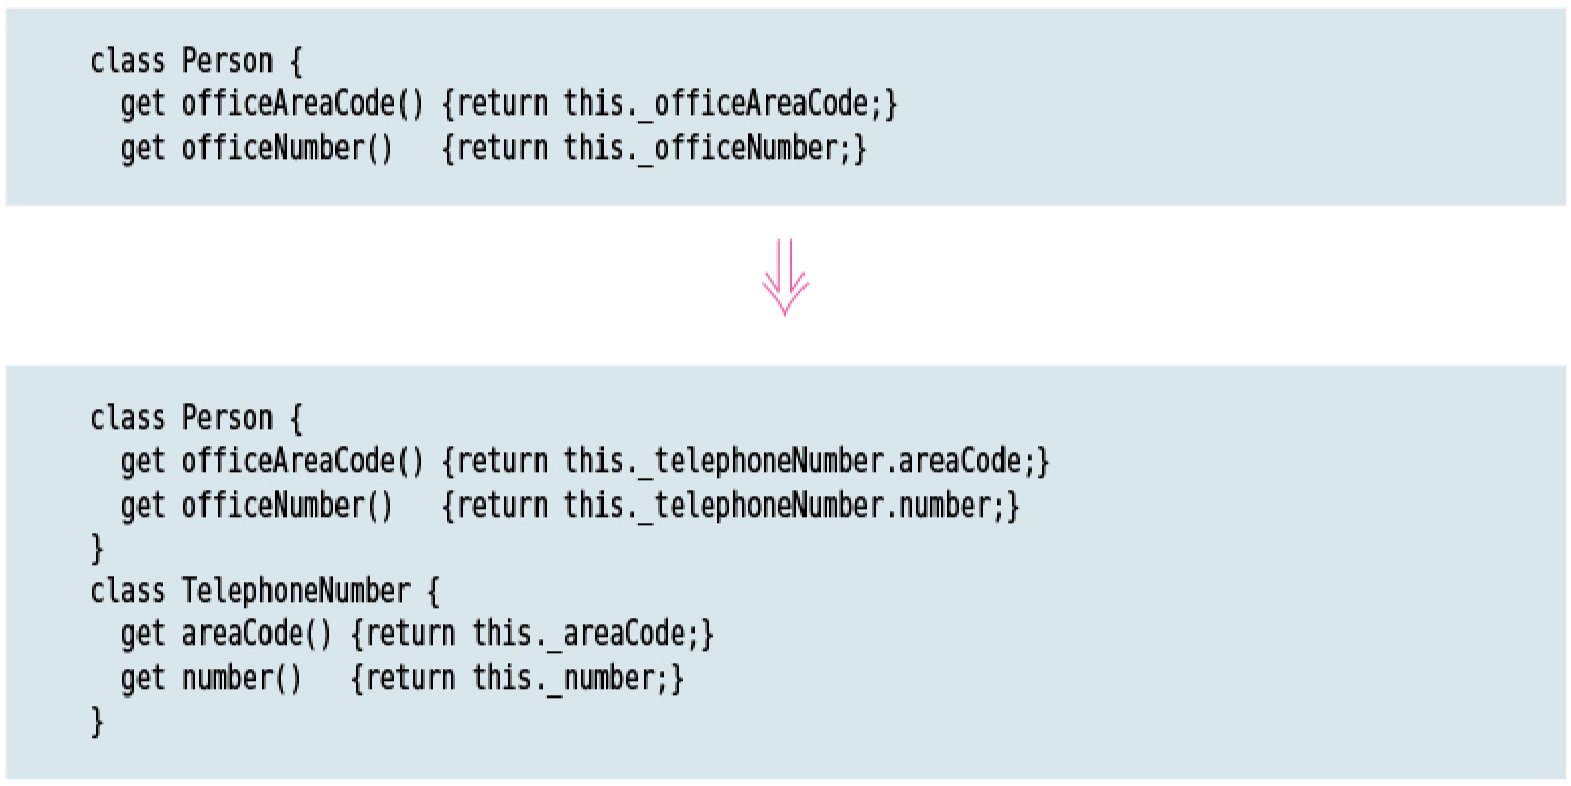 class Person {
  get officeAreaCode() {return this._officeAreaCode;}
  get officeNumber()   {return this._officeNumber;}
class Person {
  get officeAreaCode() {return this._telephoneNumber.areaCode;}
  get officeNumber()   {return this._telephoneNumber.number;}
}
class TelephoneNumber {
  get areaCode() {return this._areaCode;}
  get number()   {return this._number;}
}